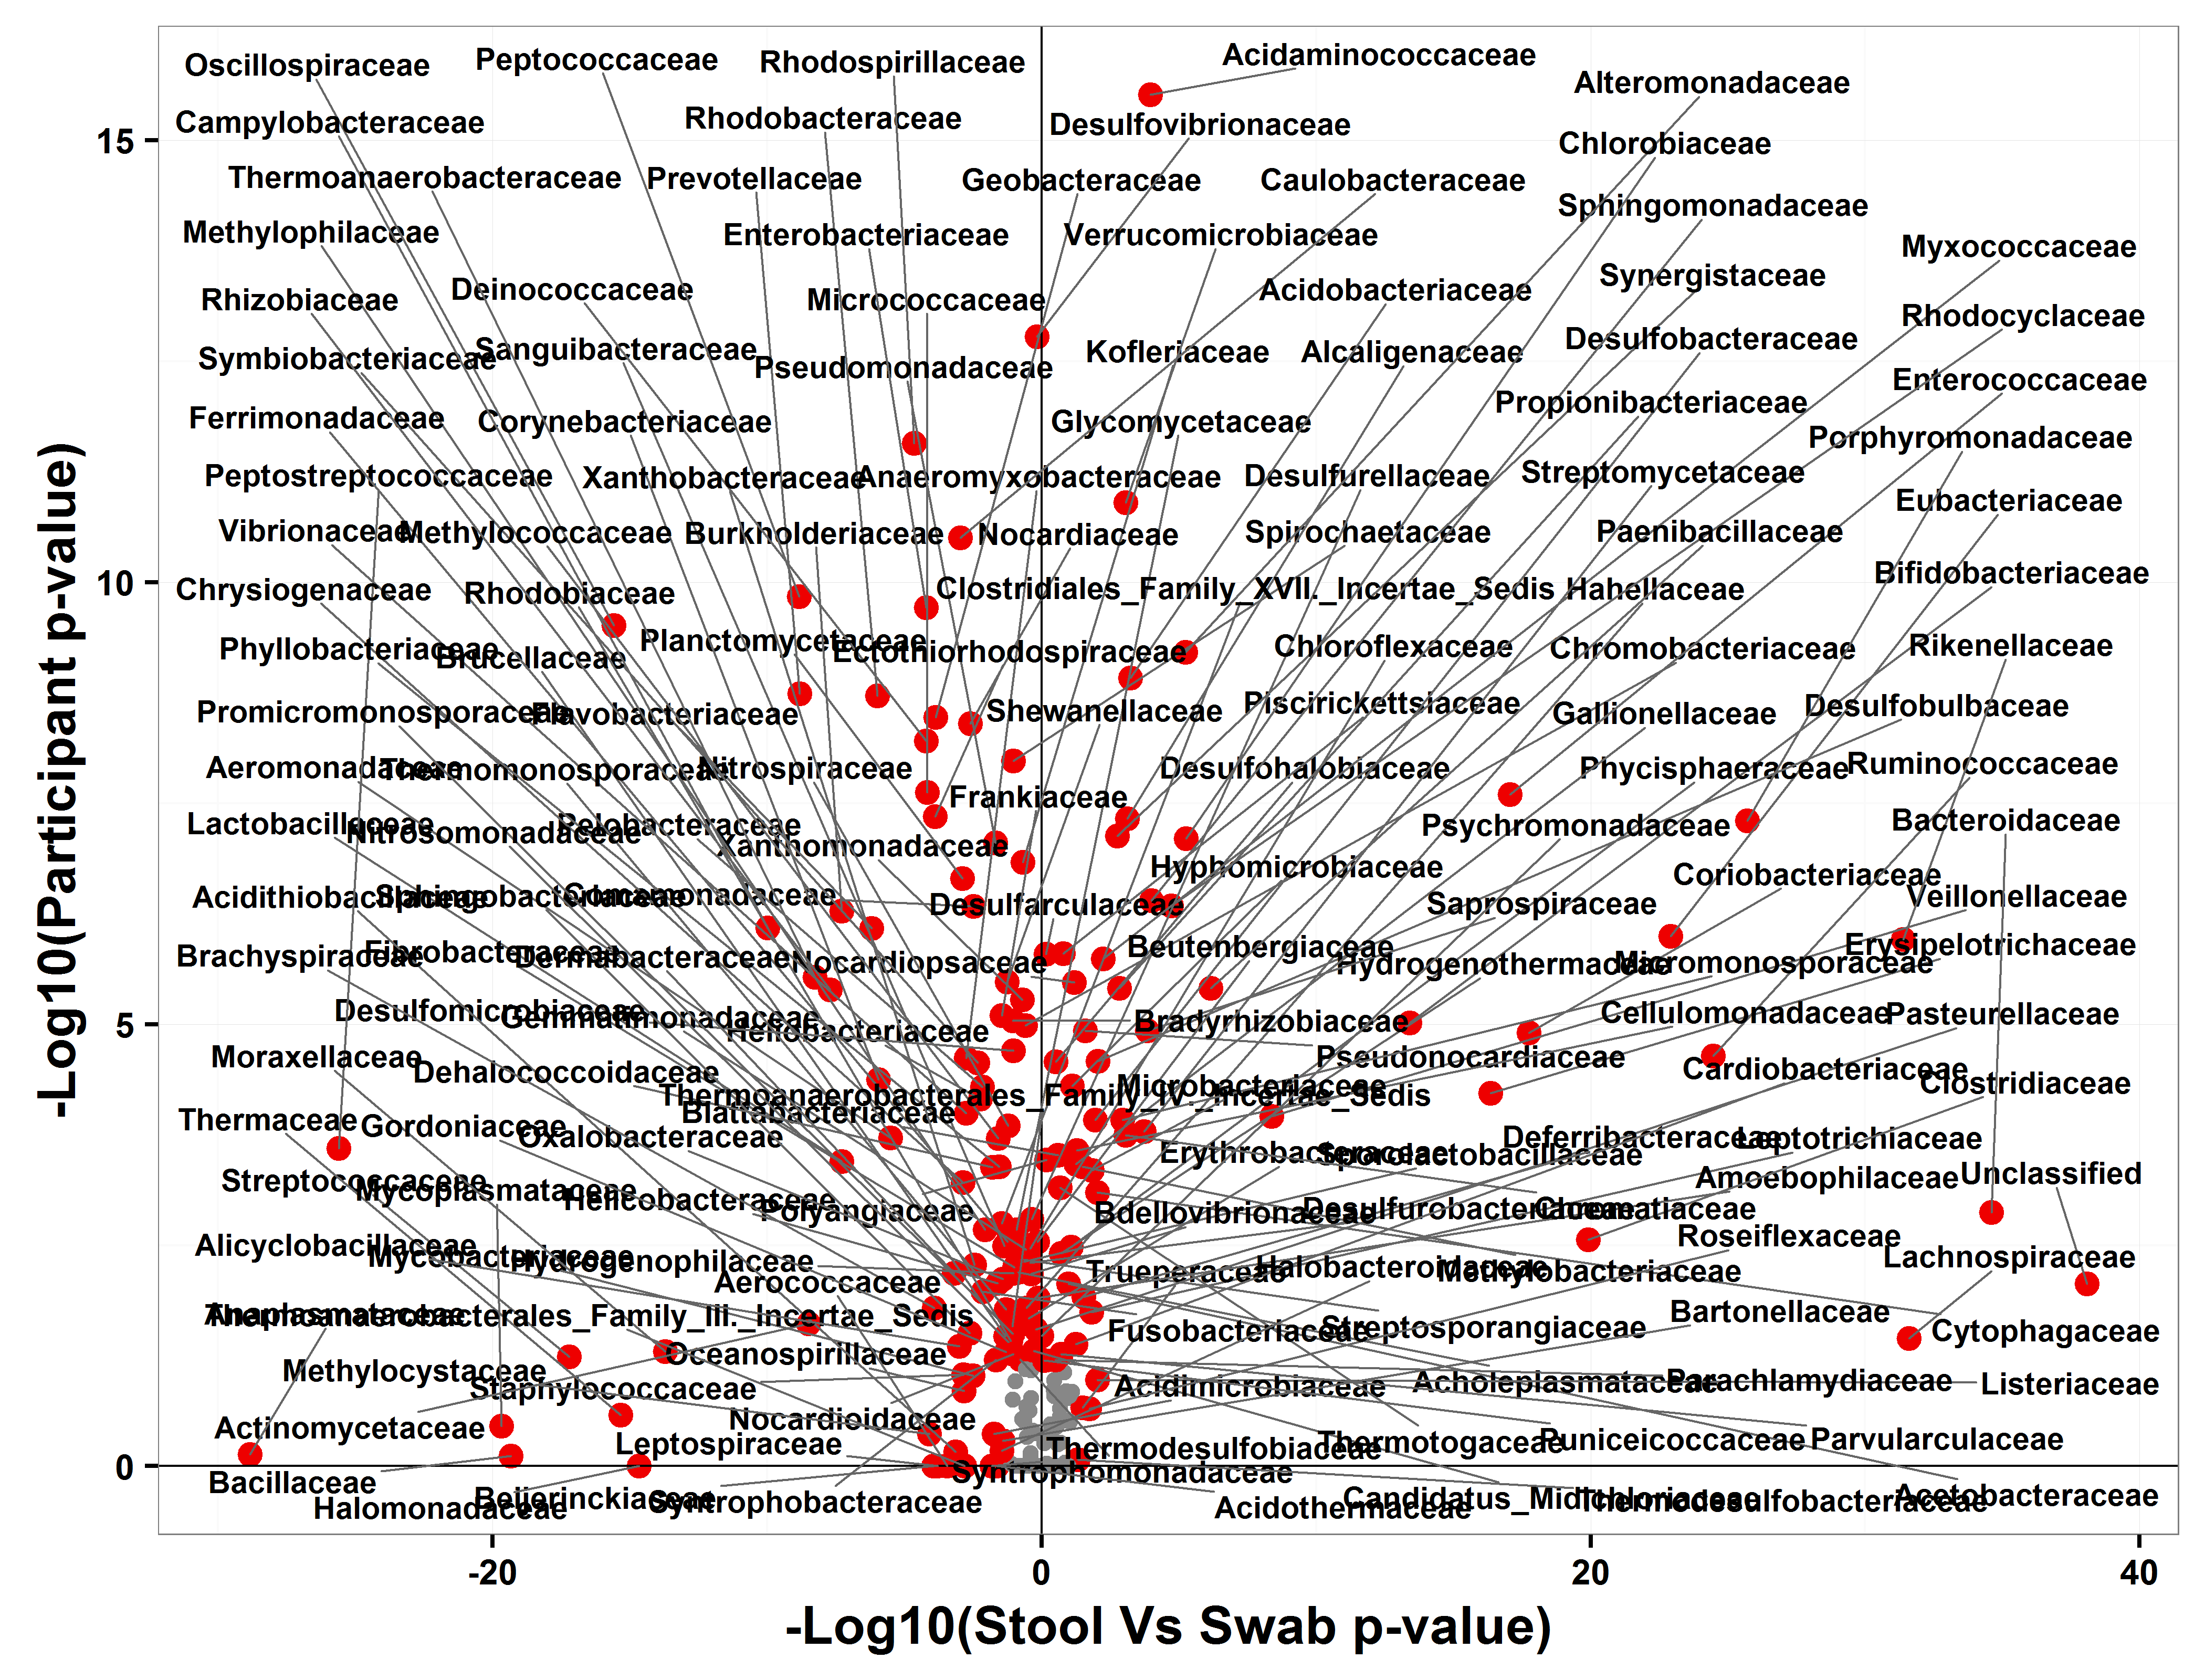 Oscillospiraceae
Peptococcaceae
Rhodospirillaceae
Acidaminococcaceae
Alteromonadaceae
Campylobacteraceae
Rhodobacteraceae
Desulfovibrionaceae
Chlorobiaceae
15
Thermoanaerobacteraceae
Prevotellaceae
Geobacteraceae
Caulobacteraceae
Sphingomonadaceae
Methylophilaceae
Enterobacteriaceae
Verrucomicrobiaceae
Myxococcaceae
Rhizobiaceae
Deinococcaceae
Micrococcaceae
Acidobacteriaceae
Synergistaceae
Rhodocyclaceae
Symbiobacteriaceae
Sanguibacteraceae
Pseudomonadaceae
Kofleriaceae
Alcaligenaceae
Desulfobacteraceae
Enterococcaceae
Ferrimonadaceae
Corynebacteriaceae
Glycomycetaceae
Propionibacteriaceae
Porphyromonadaceae
Peptostreptococcaceae
Xanthobacteraceae
Anaeromyxobacteraceae
Desulfurellaceae
Streptomycetaceae
Eubacteriaceae
Vibrionaceae
Methylococcaceae
Burkholderiaceae
Nocardiaceae
Spirochaetaceae
Paenibacillaceae
10
Chrysiogenaceae
Rhodobiaceae
Clostridiales_Family_XVII._Incertae_Sedis
Hahellaceae
Bifidobacteriaceae
Phyllobacteriaceae
Brucellaceae
Planctomycetaceae
Ectothiorhodospiraceae
Chloroflexaceae
Chromobacteriaceae
Rikenellaceae
Promicromonosporaceae
Flavobacteriaceae
Shewanellaceae
Piscirickettsiaceae
Gallionellaceae
Desulfobulbaceae
Aeromonadaceae
Thermomonosporaceae
Nitrospiraceae
Desulfohalobiaceae
Phycisphaeraceae
Ruminococcaceae
Frankiaceae
Lactobacillaceae
Nitrosomonadaceae
Pelobacteraceae
Xanthomonadaceae
Psychromonadaceae
Bacteroidaceae
Hyphomicrobiaceae
Coriobacteriaceae
Acidithiobacillaceae
Sphingobacteriaceae
Comamonadaceae
Desulfarculaceae
Saprospiraceae
Veillonellaceae
Brachyspiraceae
Fibrobacteraceae
Dermabacteraceae
Nocardiopsaceae
Beutenbergiaceae
Hydrogenothermaceae
Micromonosporaceae
Erysipelotrichaceae
5
Desulfomicrobiaceae
Gemmatimonadaceae
Heliobacteriaceae
Bradyrhizobiaceae
Cellulomonadaceae
Pasteurellaceae
Moraxellaceae
Dehalococcoidaceae
Pseudonocardiaceae
Cardiobacteriaceae
Clostridiaceae
Thermoanaerobacterales_Family_IV._Incertae_Sedis
Microbacteriaceae
Thermaceae
Gordoniaceae
Oxalobacteraceae
Blattabacteriaceae
Erythrobacteraceae
Sporolactobacillaceae
Deferribacteraceae
Leptotrichiaceae
Streptococcaceae
Mycoplasmataceae
Helicobacteraceae
Polyangiaceae
Bdellovibrionaceae
Desulfurobacteriaceae
Chromatiaceae
Amoebophilaceae
Unclassified
Alicyclobacillaceae
Mycobacteriaceae
Hydrogenophilaceae
Aerococcaceae
Trueperaceae
Halobacteroidaceae
Methylobacteriaceae
Roseiflexaceae
Lachnospiraceae
Anaplasmataceae
Thermoanaerobacterales_Family_III._Incertae_Sedis
Fusobacteriaceae
Streptosporangiaceae
Bartonellaceae
Cytophagaceae
Methylocystaceae
Oceanospirillaceae
Staphylococcaceae
Acidimicrobiaceae
Acholeplasmataceae
Parachlamydiaceae
Listeriaceae
Actinomycetaceae
Nocardioidaceae
Leptospiraceae
Thermodesulfobiaceae
Thermotogaceae
Puniceicoccaceae
Parvularculaceae
0
Bacillaceae
Syntrophomonadaceae
Halomonadaceae
Beijerinckiaceae
Syntrophobacteraceae
Acidothermaceae
Candidatus_Midichloriaceae
Thermodesulfobacteriaceae
Acetobacteraceae
-20
0
20
40
-Log10(Stool Vs Swab p-value)
-Log10(Participant p-value)